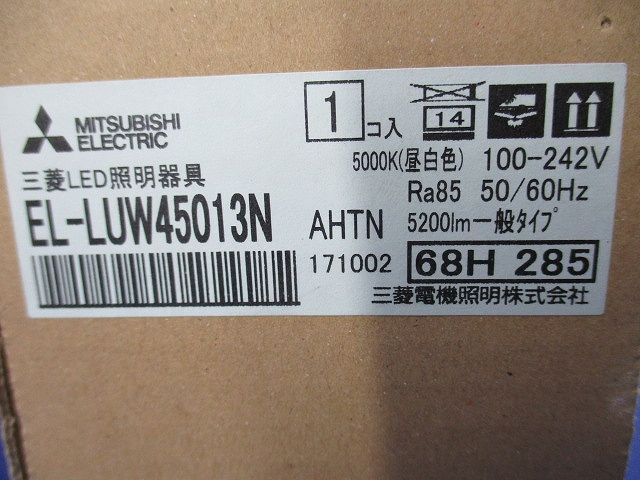 MITSUBISHI
ELECTRIC
1 コ入
14
三菱LED照明器具
5000K(昼白色) 100-242V
Ra85 50/60Hz
EL-LUW45013N AHTN
5200lm一般タイプ
171002
68H 285
三菱電機照明株式会社